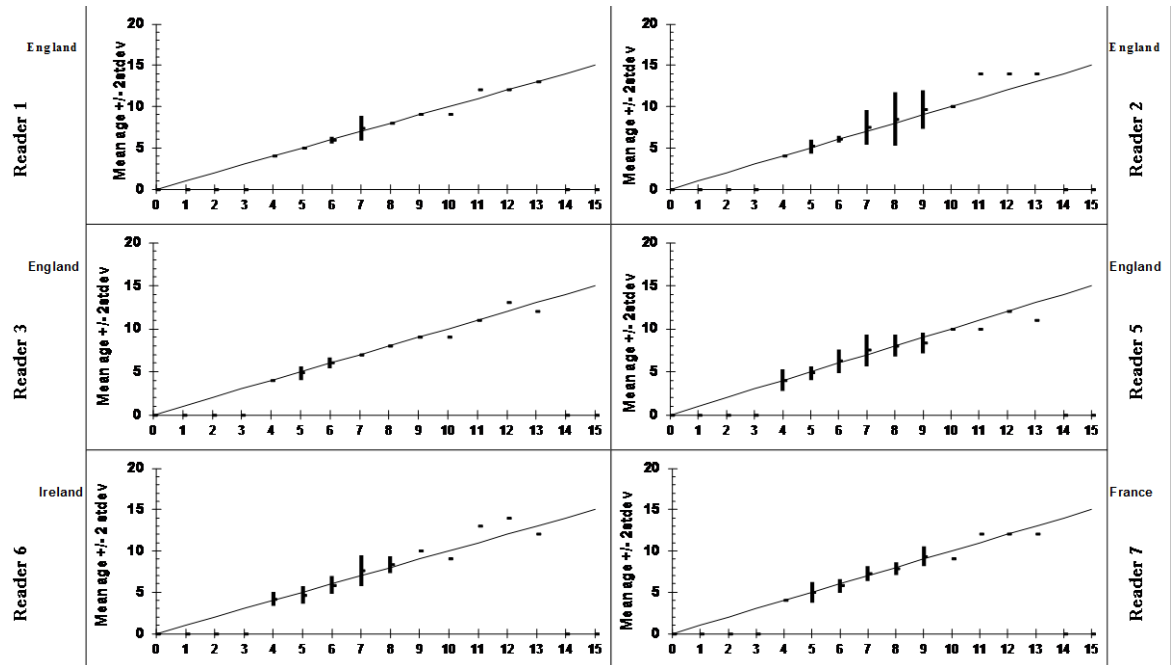 England
Reader 1
Mean age +/- 2stdev
20
15
10
5
0
0 1 2 3 4 5 6 7 8 9 10 11 12 13 14 15
England
Reader 2
Mean age +/- 2stdev
20
15
10
5
0
0 1 2 3 4 5 6 7 8 9 10 11 12 13 14 15
England
Reader 3
Mean age +/- 2stdev
20
15
10
5
0
0 1 2 3 4 5 6 7 8 9 10 11 12 13 14 15
England
Reader 5
Mean age +/- 2stdev
20
15
10
5
0
0 1 2 3 4 5 6 7 8 9 10 11 12 13 14 15
Ireland
Reader 6
Mean age +/- 2 stdev
20
15
10
5
0
0 1 2 3 4 5 6 7 8 9 10 11 12 13 14 15
France
Reader 7
Mean age +/- 2stdev
20
15
10
5
0
0 1 2 3 4 5 6 7 8 9 10 11 12 13 14 15